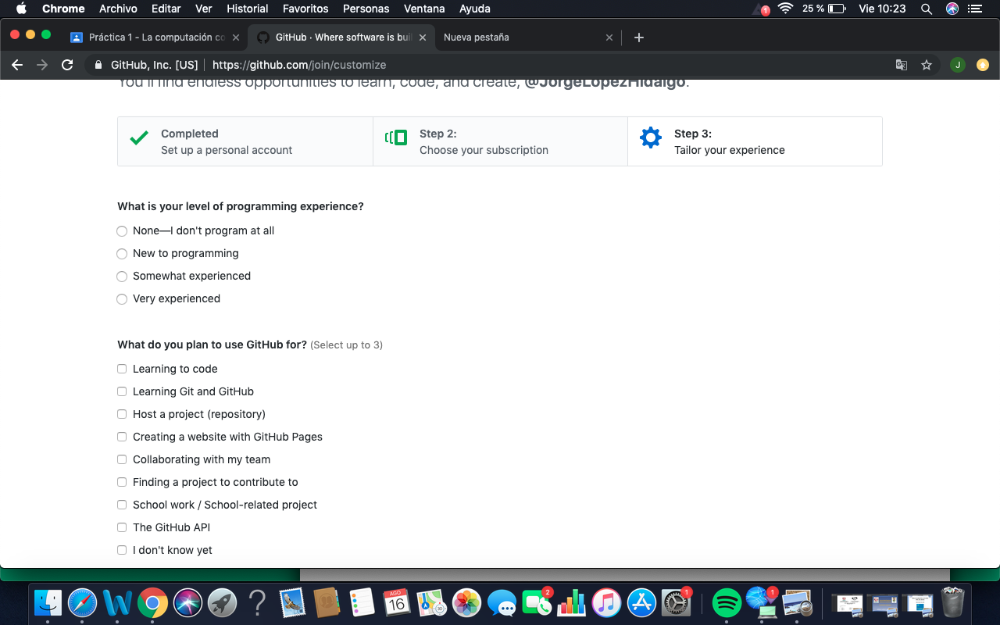 Chrome Archivo Editar Ver Historial Favoritos Personas Ventana Ayuda 1 25 % Vie 10:23
Práctica 1 - La computación co GitHub · Where software is buil Nueva pestaña
GitHub, Inc. [US] https://github.com/join/customize J
You'll find endless opportunities to learn, code, and create, @JorgeLopezHidalgo.
Completed
Set up a personal account
Step 2:
Choose your subscription
Step 3:
Tailor your experience
What is your level of programming experience?
None—I don't program at all
New to programming
Somewhat experienced
Very experienced
What do you plan to use GitHub for? (Select up to 3)
Learning to code
Learning Git and GitHub
Host a project (repository)
Creating a website with GitHub Pages
Collaborating with my team
Finding a project to contribute to
School work / School-related project
The GitHub API
I don't know yet
AGO
16
2
1
1